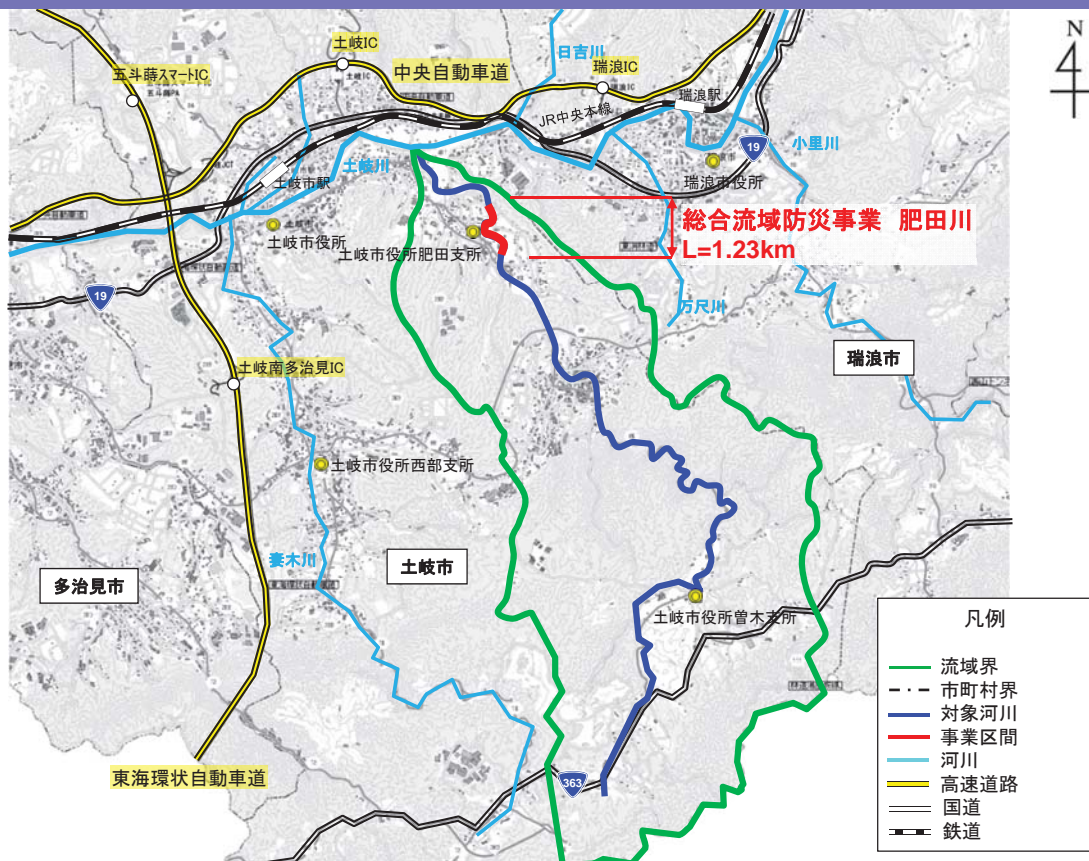 N
土岐IC
日吉川
中央自動車道
瑞浪IC
五斗蒔スマートIC
瑞浪駅
JR中央本線
19
小里川
土岐川
土岐市駅
瑞浪市役所
総合流域防災事業 肥田川
L=1.23km
土岐市役所
土岐市役所肥田支所
19
万尺川
瑞浪市
土岐南多治見IC
土岐市役所西部支所
妻木川
土岐市
多治見市
土岐市役所曽木支所
東海環状自動車道
363
凡例
流域界
市町村界
対象河川
事業区間
河川
高速道路
国道
鉄道